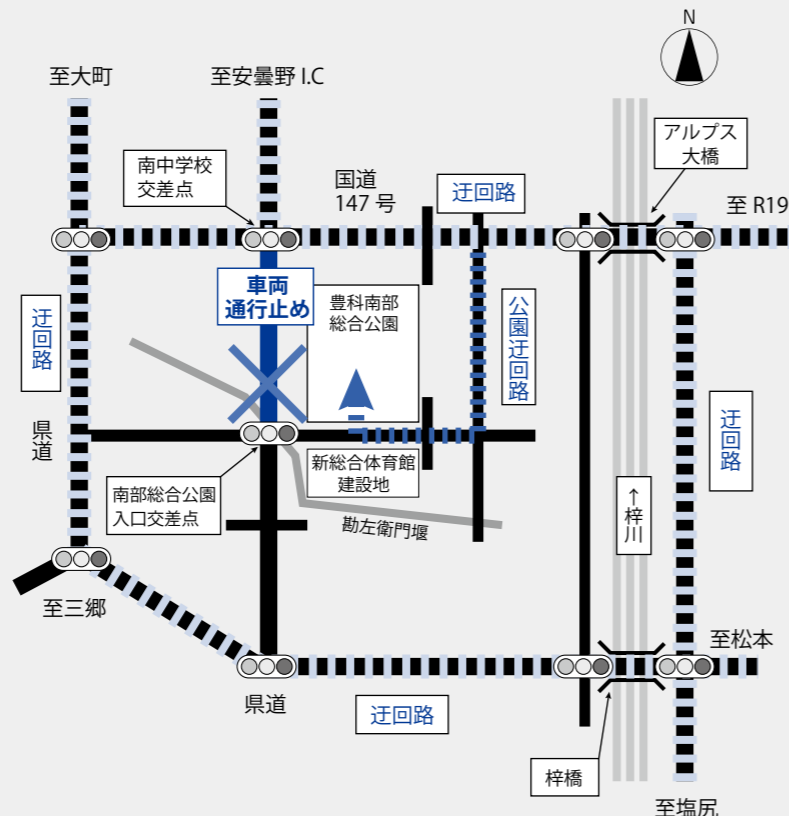 N
至大町
至安曇野 I.C
アルプス
大橋
南中学校
交差点
国道
147 号
迂回路
至 R19
車両
通行止め
豊科南部
総合公園
公園迂回路
迂回路
県道
迂回路
新総合体育館
建設地
南部総合公園
入口交差点
勘左衛門堰
↑梓川
至三郷
至松本
県道
迂回路
梓橋
至塩尻